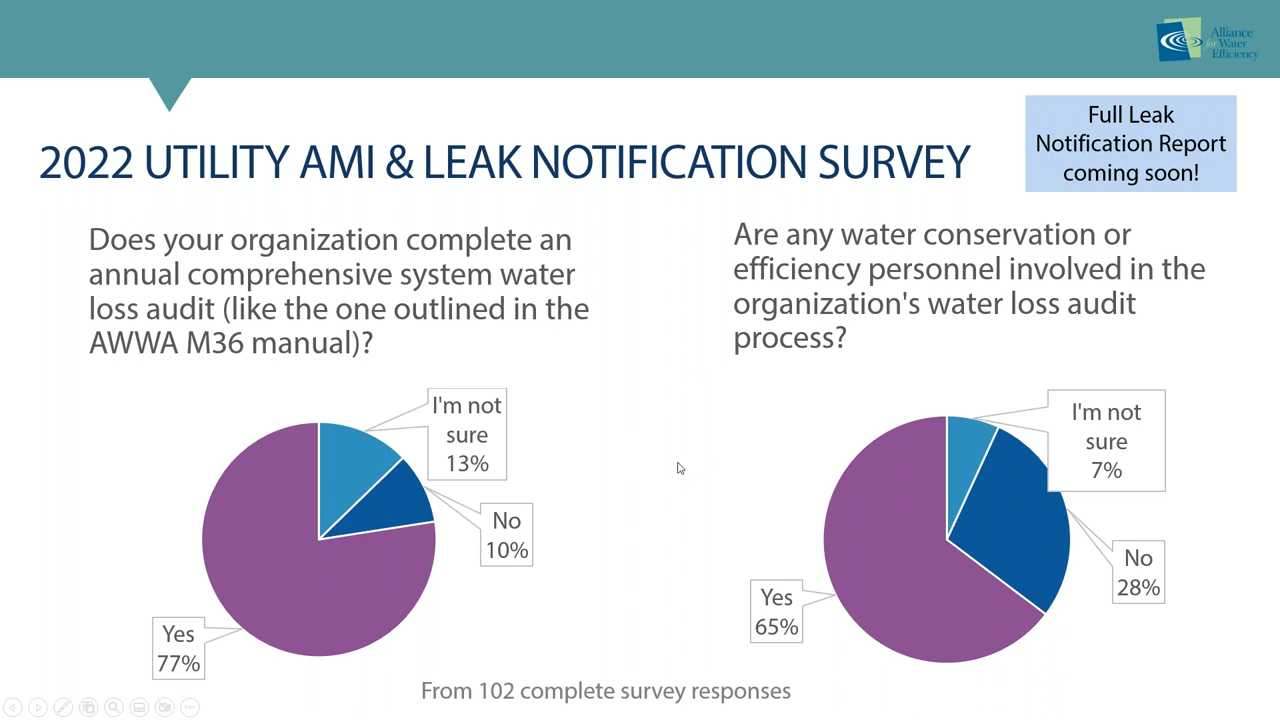 Alliance
for Water
Efficiency
Full Leak
Notification Report
coming soon!
2022 UTILITY AMI & LEAK NOTIFICATION SURVEY
Does your organization complete an
annual comprehensive system water
loss audit (like the one outlined in the
AWWA M36 manual)?
I'm not
sure
13%
No
10%
Yes
77%
Are any water conservation or
efficiency personnel involved in the
organization's water loss audit
process?
I'm not
sure
7%
No
28%
Yes
65%
From 102 complete survey responses